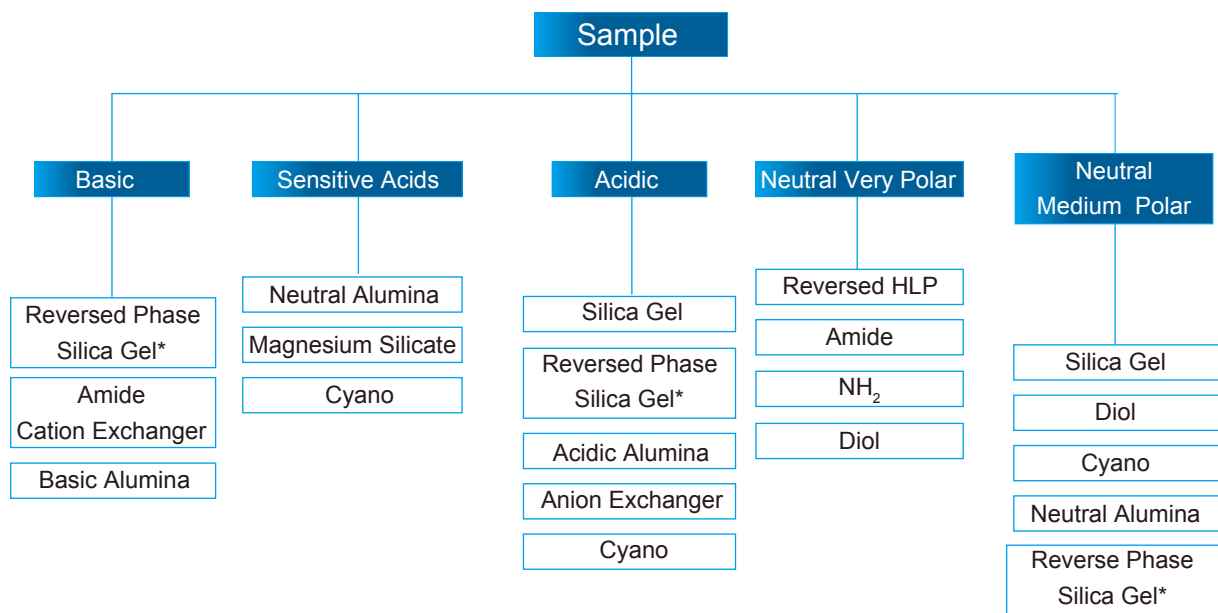 Sample
Basic
Reversed Phase
Silica Gel*
Amide
Cation Exchanger
Basic Alumina
Sensitive Acids
Neutral Alumina
Magnesium Silicate
Cyano
Acidic
Silica Gel
Reversed Phase
Silica Gel*
Acidic Alumina
Anion Exchanger
Cyano
Neutral Very Polar
Reversed HLP
Amide
NH₂
Diol
Neutral
Medium Polar
Silica Gel
Diol
Cyano
Neutral Alumina
Reverse Phase
Silica Gel*